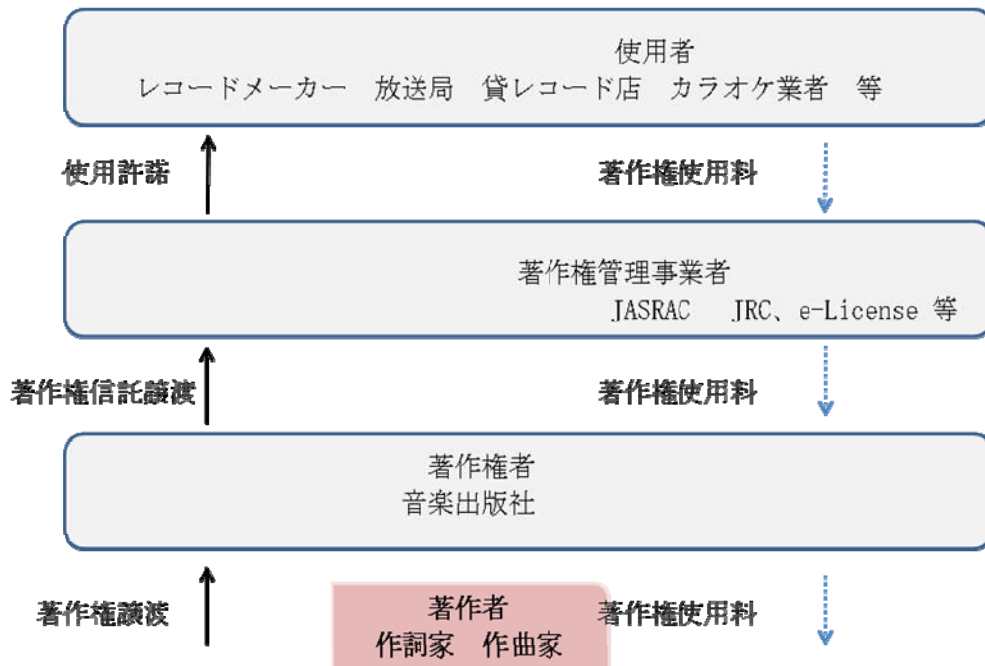 使用者
レコードメーカー　放送局　貸レコード店　カラオケ業者　等
使用許諾
著作権使用料
著作権管理事業者
JASRAC　JRC、e-License 等
著作権信託譲渡
著作権使用料
著作権者
音楽出版社
著作権譲渡
著作者
著作権使用料
作詞家　作曲家